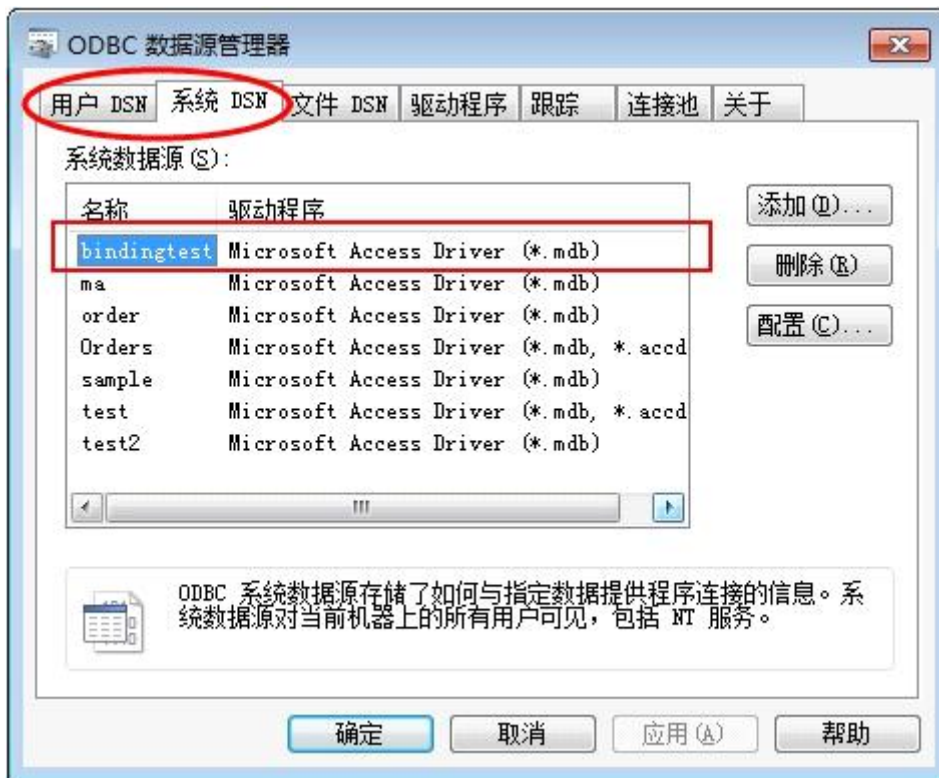 ODBC 数据源管理器
用户 DSN 系统 DSN 文件 DSN 驱动程序 跟踪 连接池 关于
系统数据源(S):
名称 驱动程序
bindingtest Microsoft Access Driver (*.mdb)
ma Microsoft Access Driver (*.mdb)
order Microsoft Access Driver (*.mdb)
Orders Microsoft Access Driver (*.mdb, *.accd
sample Microsoft Access Driver (*.mdb)
test Microsoft Access Driver (*.mdb, *.accd
test2 Microsoft Access Driver (*.mdb)
添加(D)...
删除(R)
配置(C)...
ODBC 系统数据源存储了如何与指定数据提供程序连接的信息。系
统数据源对当前机器上的所有用户可见，包括 NT 服务。
确定 取消 应用(A) 帮助